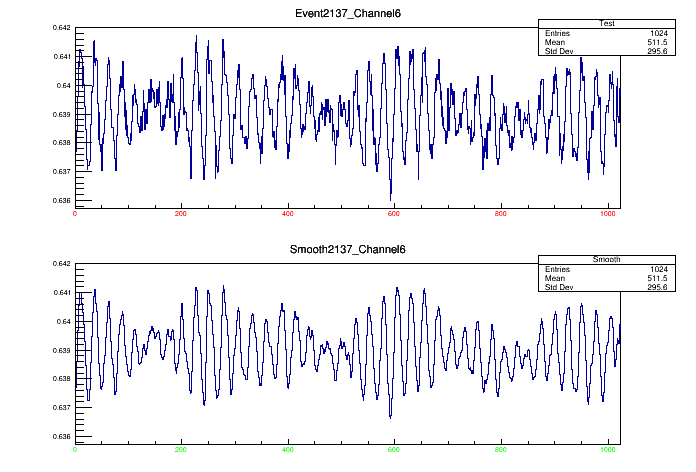 Event2137_Channel6
Test
Entries 1024
Mean 511.5
Std Dev 295.6
0.642
0.641
0.64
0.639
0.638
0.637
0.636
0 200 400 600 800 1000
Smooth2137_Channel6
Smooth
Entries 1024
Mean 511.5
Std Dev 295.6
0.642
0.641
0.64
0.639
0.638
0.637
0.636
0 200 400 600 800 1000